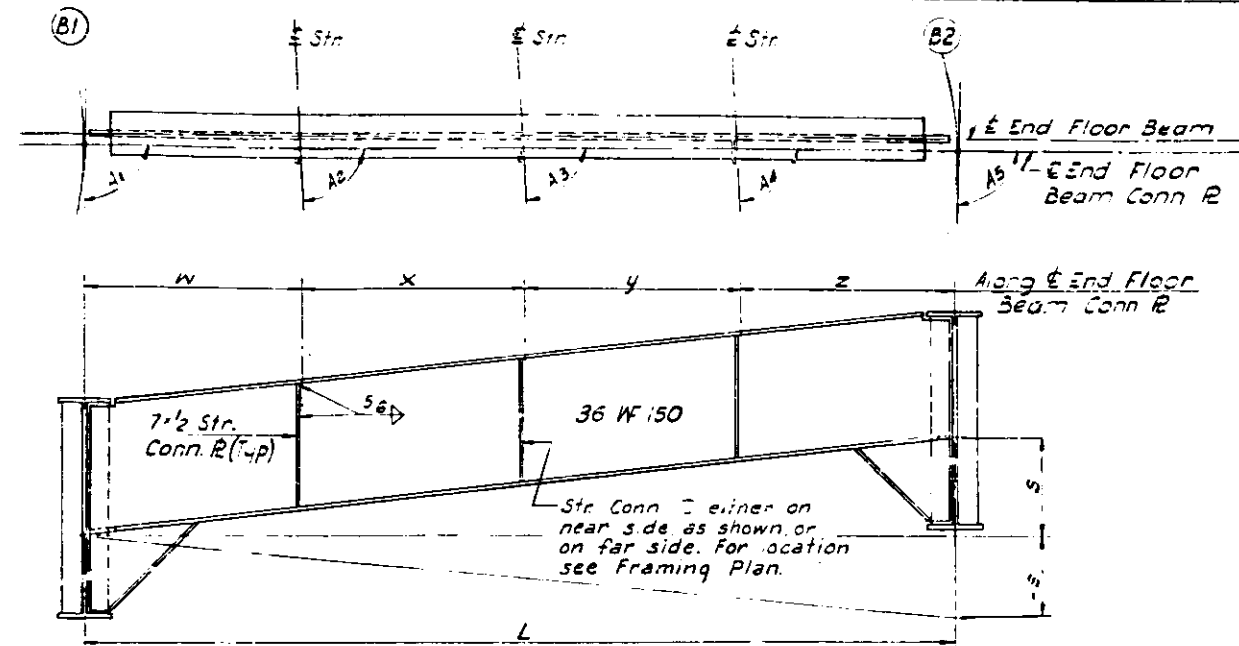 B1
℄ Str.
℄ Str.
℄ Str.
B2
℄ End Floor Beam
℄ End Floor
Beam Conn ℞
A1
A2
A3
A4
A5
W
X
Y
Z
Along ℄ End Floor
Beam Conn ℞
7×1/2 Str.
Conn. ℞ (Typ)
36 WF 150
Str. Conn ℞ either on
near side as shown or
on far side. For location
see Framing Plan.
S
-S
L